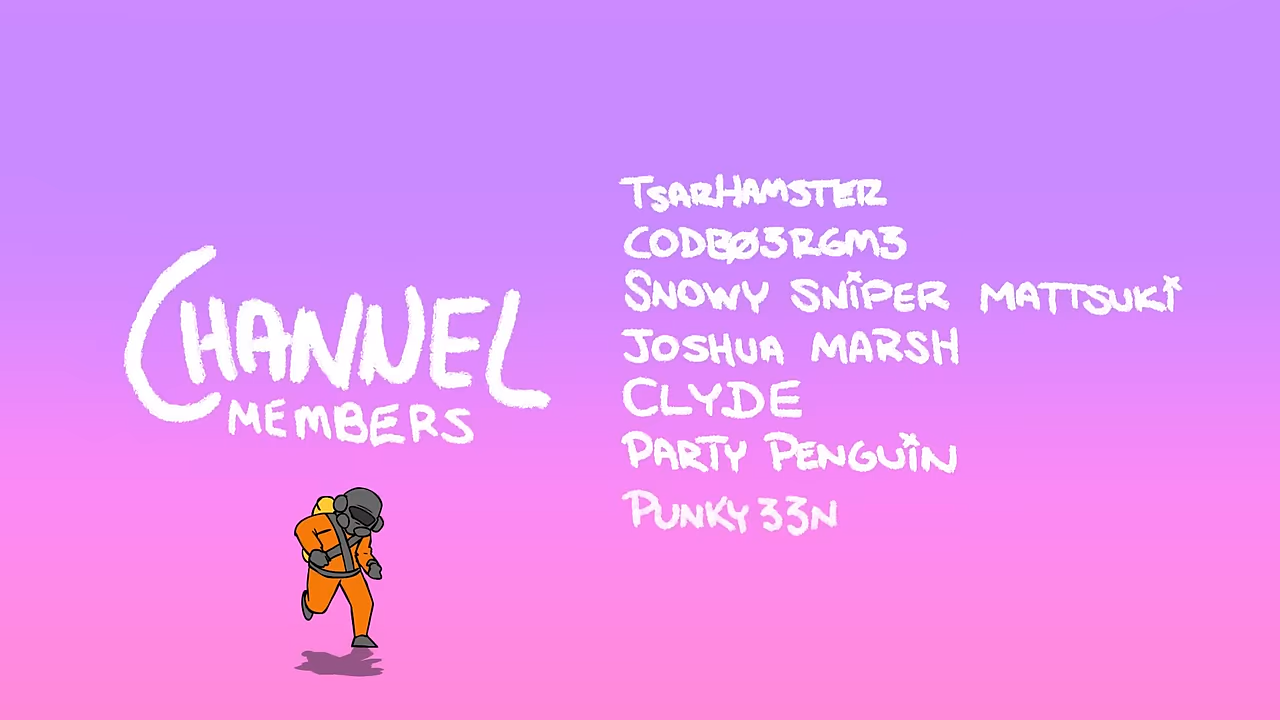 CHANNEL
MEMBERS
TSARHAMSTER
CODBØ3RGM3
SNOWY SNiPER MATTSUKi
JOSHUA MARSH
CLYDE
PARTY PENGUiN
PUNKY33N